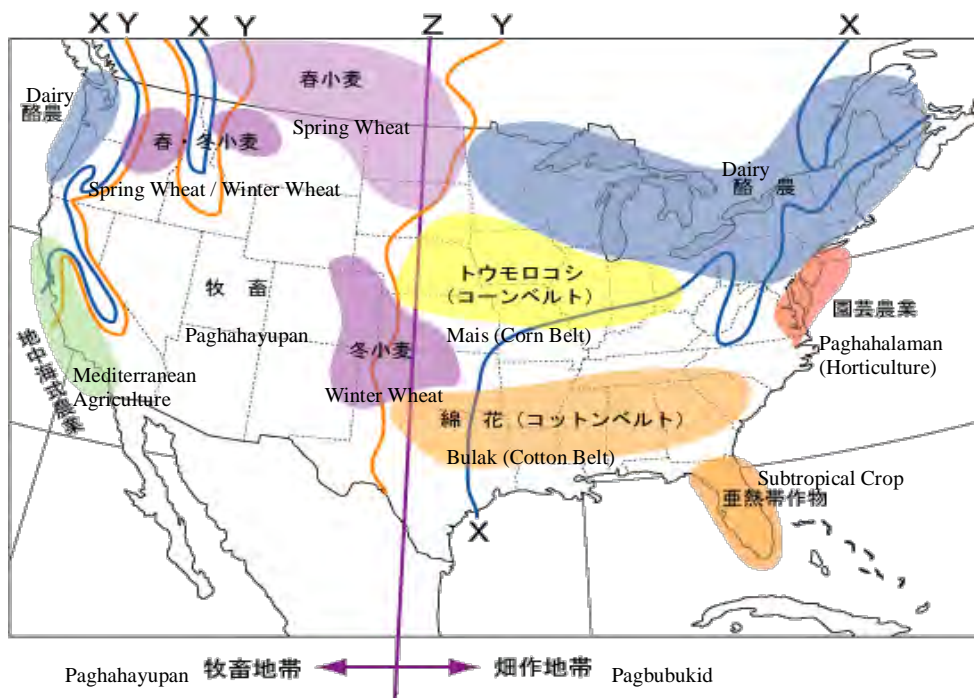 X Y X Y Z Y X
春小麦
Spring Wheat
Dairy
酪農
春・冬小麦
Spring Wheat / Winter Wheat
Dairy
酪農
牧畜
Paghahayupan
トウモロコシ
（コーンベルト）
Mais (Corn Belt)
園芸農業
Paghahalaman
(Horticulture)
地中海式農業
Mediterranean
Agriculture
冬小麦
Winter Wheat
綿花（コットンベルト）
Bulak (Cotton Belt)
Subtropical Crop
亜熱帯作物
X
Paghahayupan 牧畜地帯 畑作地帯 Pagbubukid